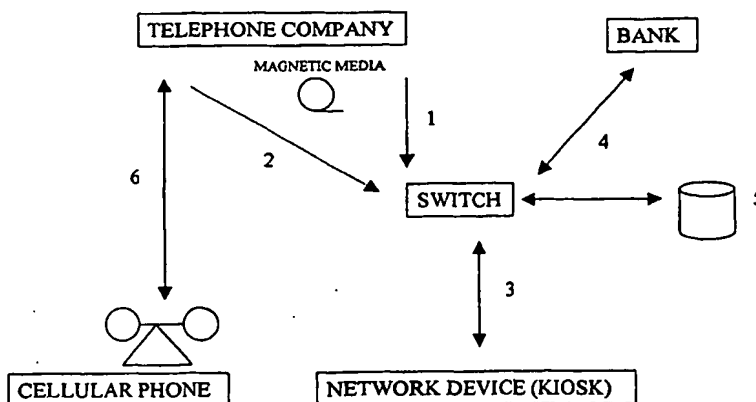 TELEPHONE COMPANY
BANK
MAGNETIC MEDIA
1
2
4
6
SWITCH
5
3
CELLULAR PHONE
NETWORK DEVICE (KIOSK)